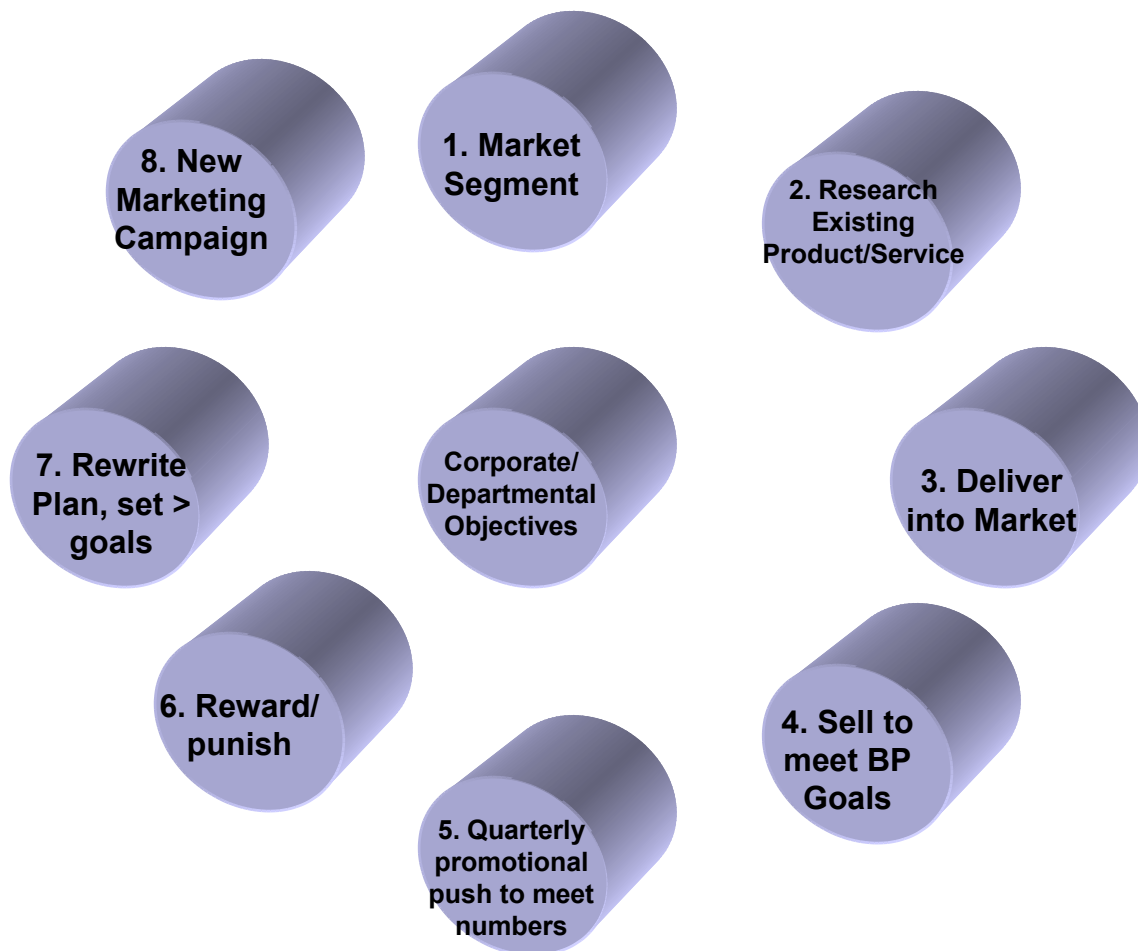 1. Market
Segment
2. Research
Existing
Product/Service
3. Deliver
into Market
4. Sell to
meet BP
Goals
5. Quarterly
promotional
push to meet
numbers
6. Reward/
punish
7. Rewrite
Plan, set >
goals
8. New
Marketing
Campaign
Corporate/
Departmental
Objectives